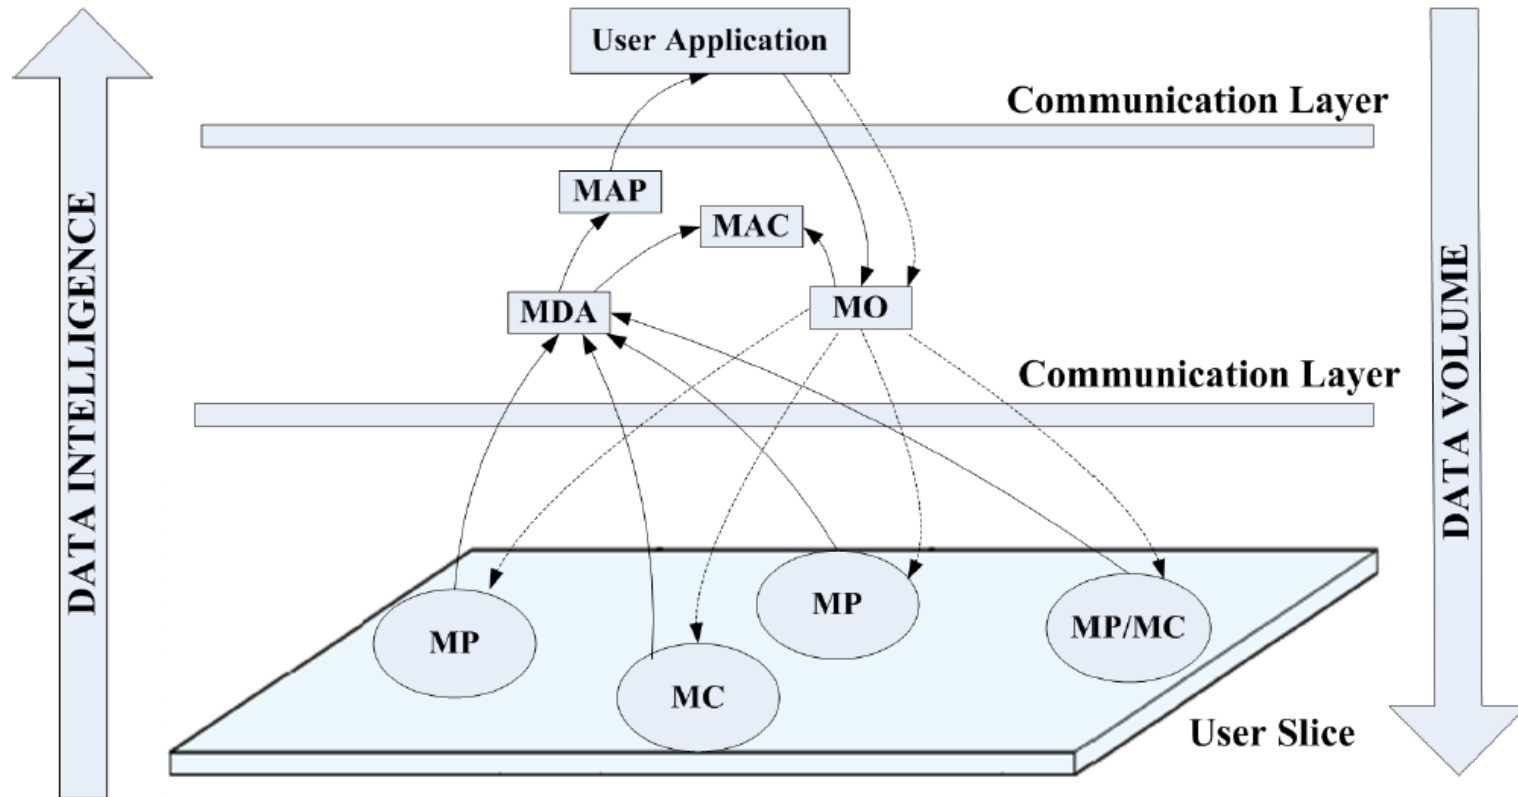 User Application
Communication Layer
MAP
MAC
MDA
MO
Communication Layer
MP
MP
MP/MC
MC
User Slice
DATA INTELLIGENCE
DATA VOLUME